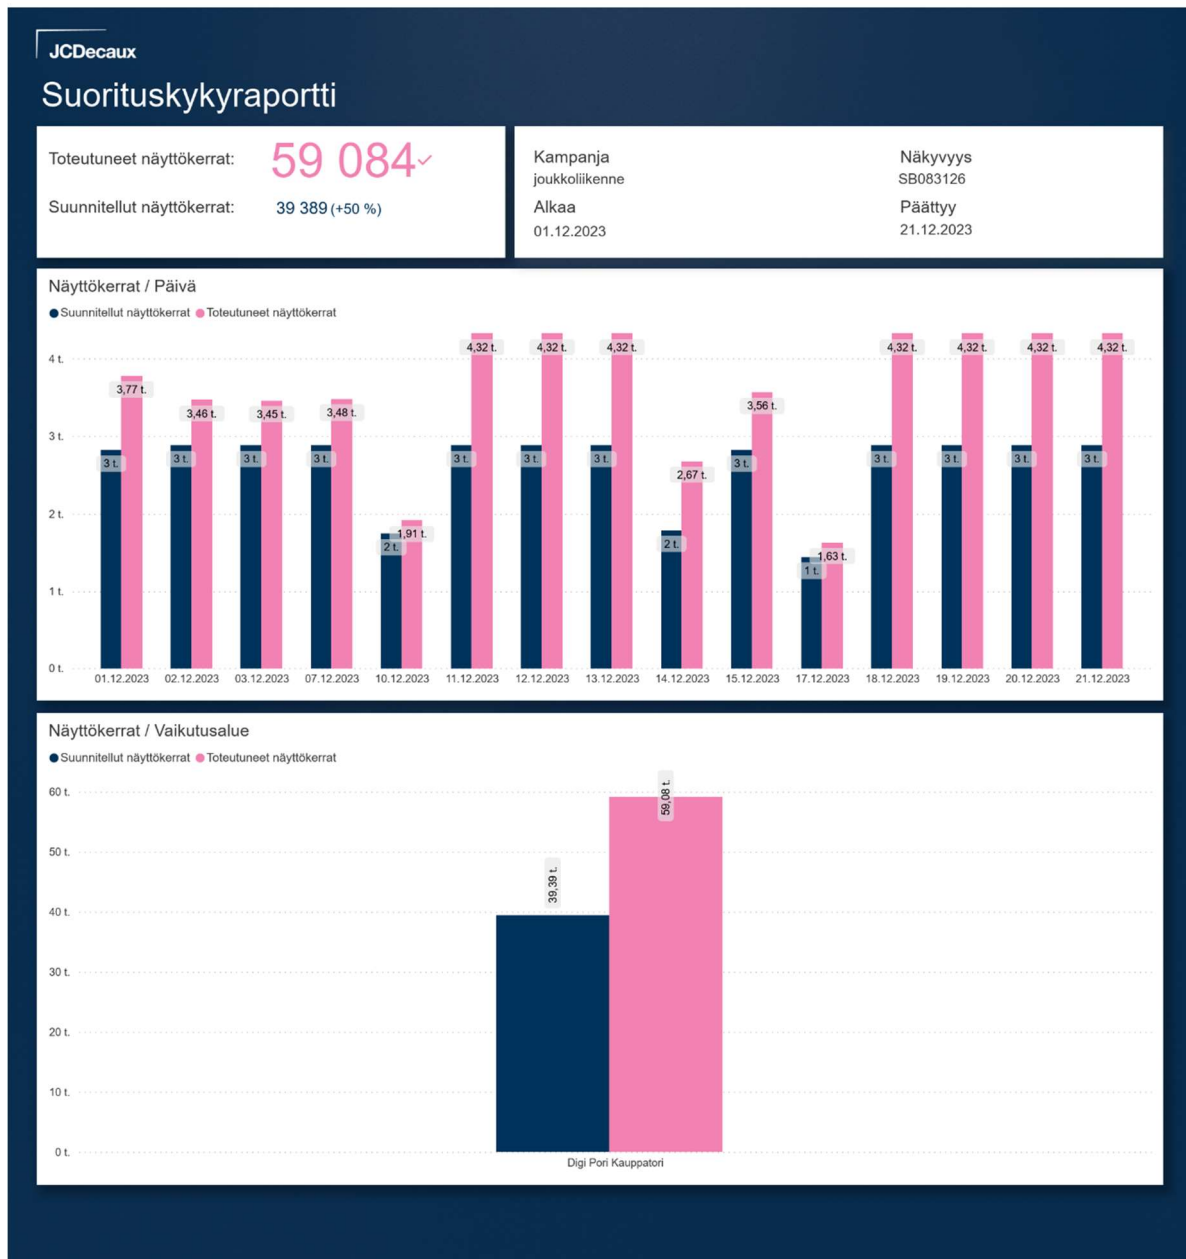 JCDecaux
Suorituskykyraportti
Toteutuneet näyttökerrat: 59 084
Suunnitellut näyttökerrat: 39 389 (+50 %)
Kampanja
joukkoliikenne
Alkaa
01.12.2023
Näkyvyys
SB083126
Päättyy
21.12.2023
Näyttökerrat / Päivä
Suunnitellut näyttökerrat Toteutuneet näyttökerrat
4 t.
3 t.
2 t.
1 t.
0 t.
3 t. 3,77 t.
3 t. 3,46 t.
3 t. 3,45 t.
3 t. 3,48 t.
2 t. 1,91 t.
3 t. 4,32 t.
3 t. 4,32 t.
3 t. 4,32 t.
2 t. 2,67 t.
3 t. 3,56 t.
1 t. 1,63 t.
3 t. 4,32 t.
3 t. 4,32 t.
3 t. 4,32 t.
3 t. 4,32 t.
01.12.2023 02.12.2023 03.12.2023 07.12.2023 10.12.2023 11.12.2023 12.12.2023 13.12.2023 14.12.2023 15.12.2023 17.12.2023 18.12.2023 19.12.2023 20.12.2023 21.12.2023
Näyttökerrat / Vaikutusalue
Suunnitellut näyttökerrat Toteutuneet näyttökerrat
60 t.
50 t.
40 t.
30 t.
20 t.
10 t.
0 t.
39,39 t.
59,08 t.
Digi Pori Kauppatori